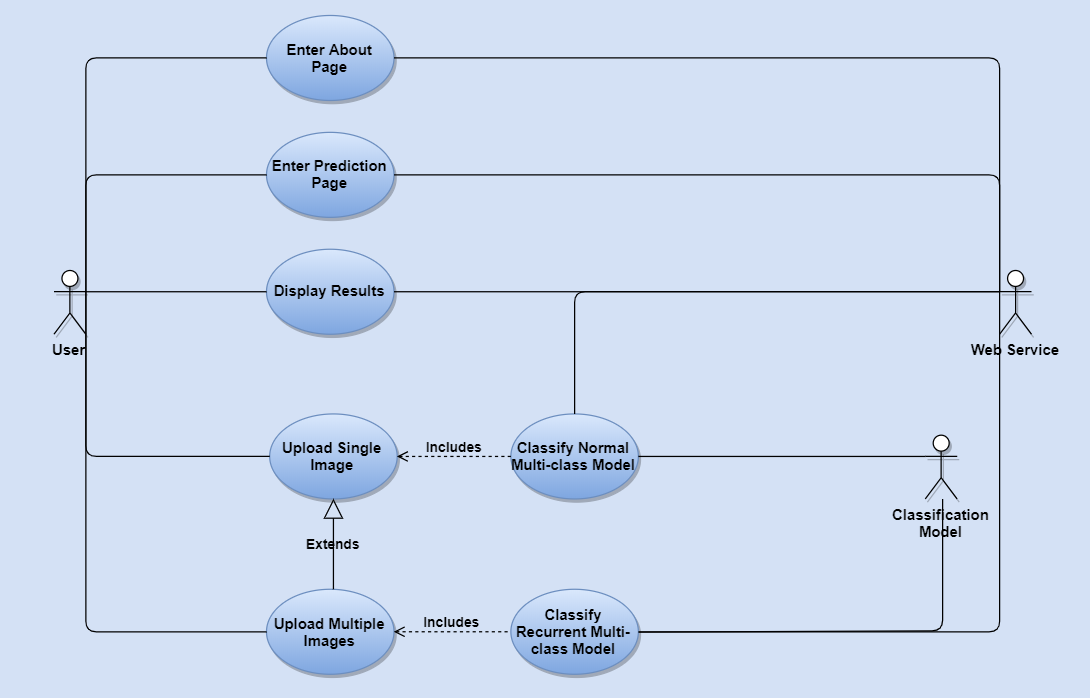 Enter About
Page
Enter Prediction
Page
Display Results
User
Web Service
Upload Single
Image
Includes
Classify Normal
Multi-class Model
Classification
Model
Extends
Upload Multiple
Images
Includes
Classify
Recurrent Multi-
class Model